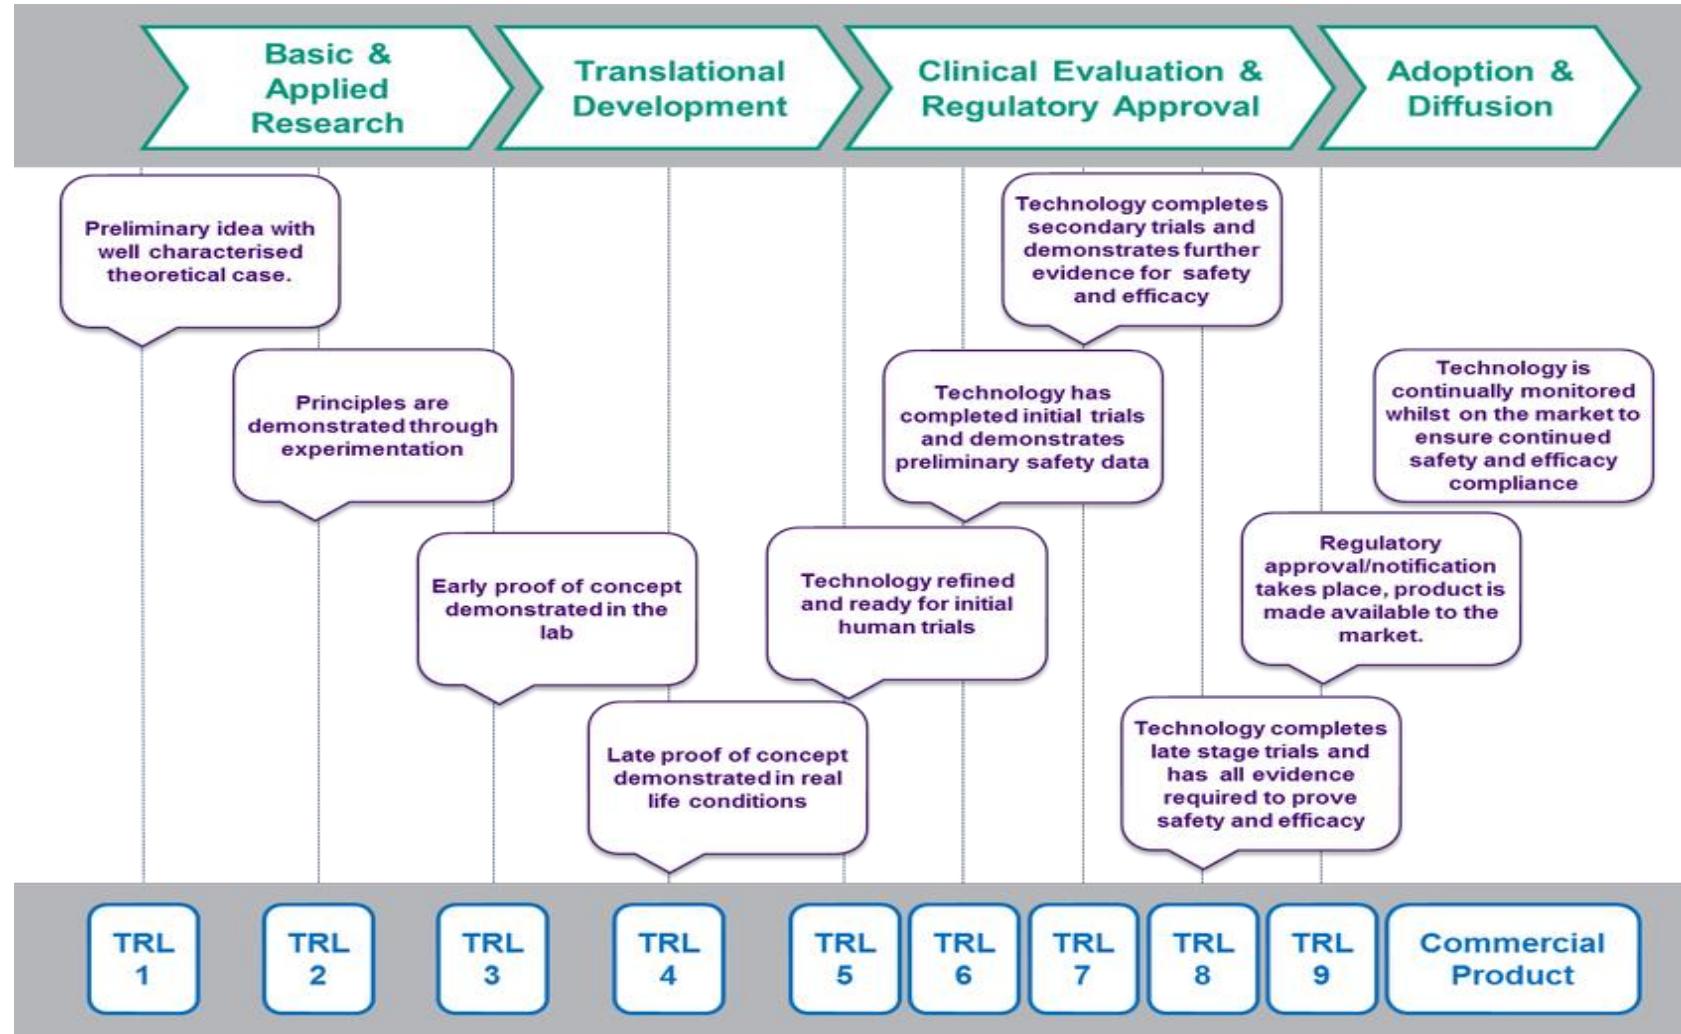 Basic &
Applied
Research
Translational
Development
Clinical Evaluation &
Regulatory Approval
Adoption &
Diffusion
Preliminary idea with
well characterised
theoretical case.
Principles are
demonstrated through
experimentation
Early proof of concept
demonstrated in the
lab
Late proof of concept
demonstrated in real
life conditions
Technology refined
and ready for initial
human trials
Technology has
completed initial trials
and demonstrates
preliminary safety data
Technology completes
secondary trials and
demonstrates further
evidence for safety
and efficacy
Technology completes
late stage trials and
has all evidence
required to prove
safety and efficacy
Regulatory
approval/notification
takes place, product is
made available to the
market.
Technology is
continually monitored
whilst on the market to
ensure continued
safety and efficacy
compliance
TRL
1
TRL
2
TRL
3
TRL
4
TRL
5
TRL
6
TRL
7
TRL
8
TRL
9
Commercial
Product